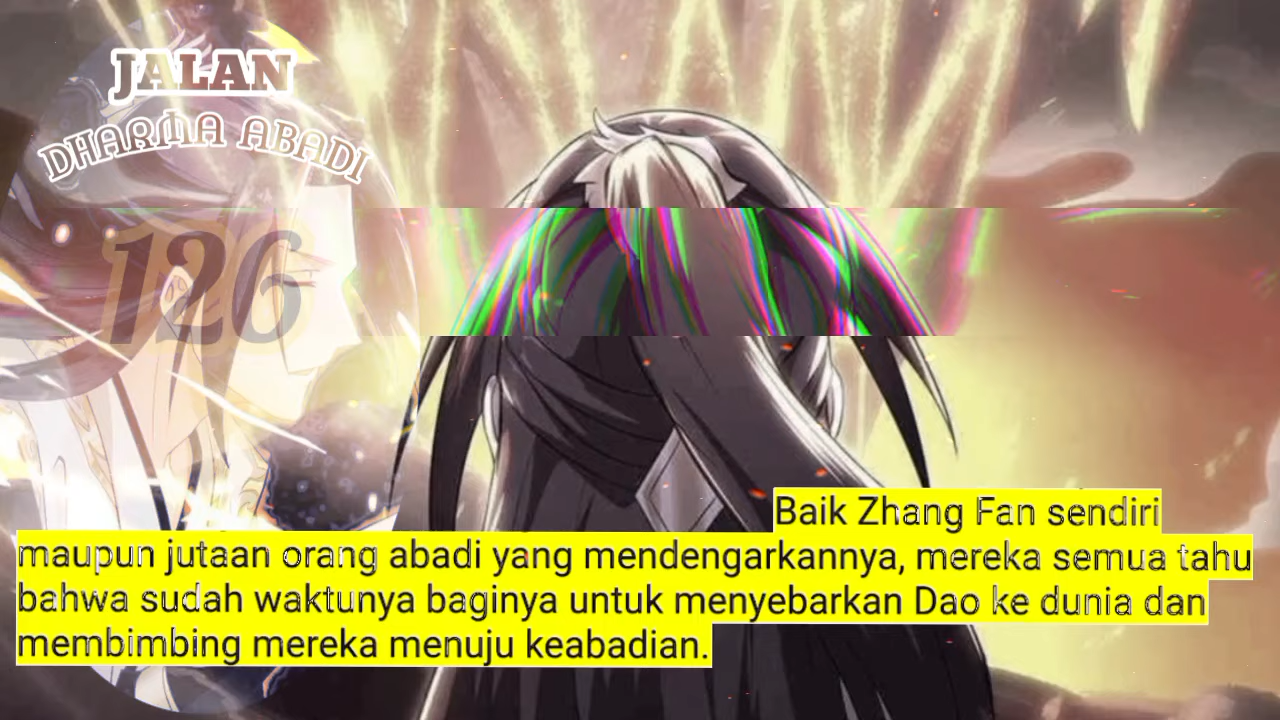 JALAN
DHARMA ABADI
126
Baik Zhang Fan sendiri
maupun jutaan orang abadi yang mendengarkannya, mereka semua tahu
bahwa sudah waktunya baginya untuk menyebarkan Dao ke dunia dan
membimbing mereka menuju keabadian.